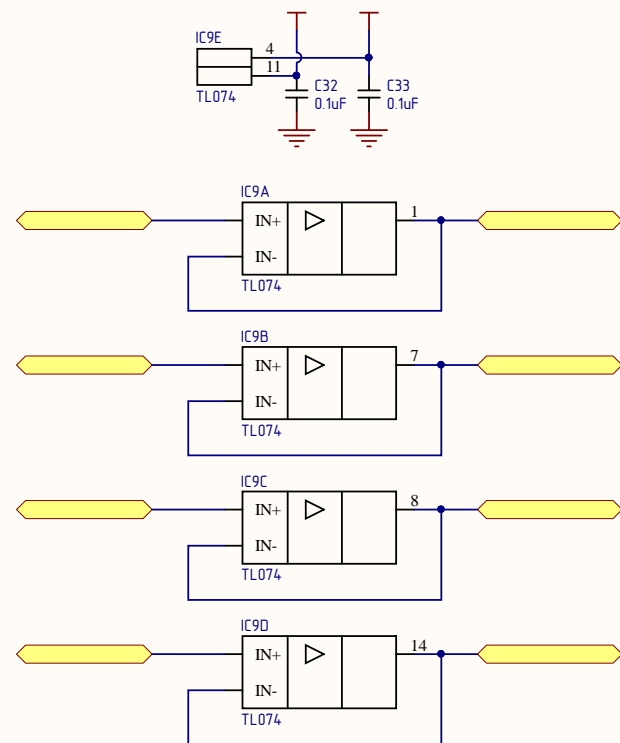 IC9E
4
11
TL074
C32
0.1uF
C33
0.1uF
IC9A
IN+
1
IN-
TL074
IC9B
IN+
7
IN-
TL074
IC9C
IN+
8
IN-
TL074
IC9D
IN+
14
IN-
TL074